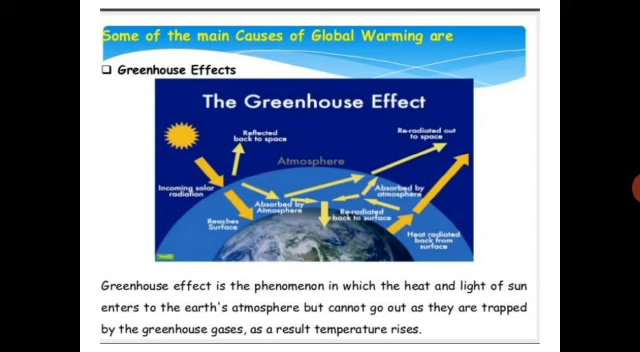 Some of the main Causes of Global Warming are
❑ Greenhouse Effects
The Greenhouse Effect
Reflected
back to space
Re-radiated out
to space
Atmosphere
Incoming solar
radiation
Absorbed by
Atmosphere
Absorbed by
atmosphere
Reaches
Surface
Re-radiated
back to surface
Heat radiated
back from
surface
Greenhouse effect is the phenomenon in which the heat and light of sun
enters to the earth's atmosphere but cannot go out as they are trapped
by the greenhouse gases, as a result temperature rises.